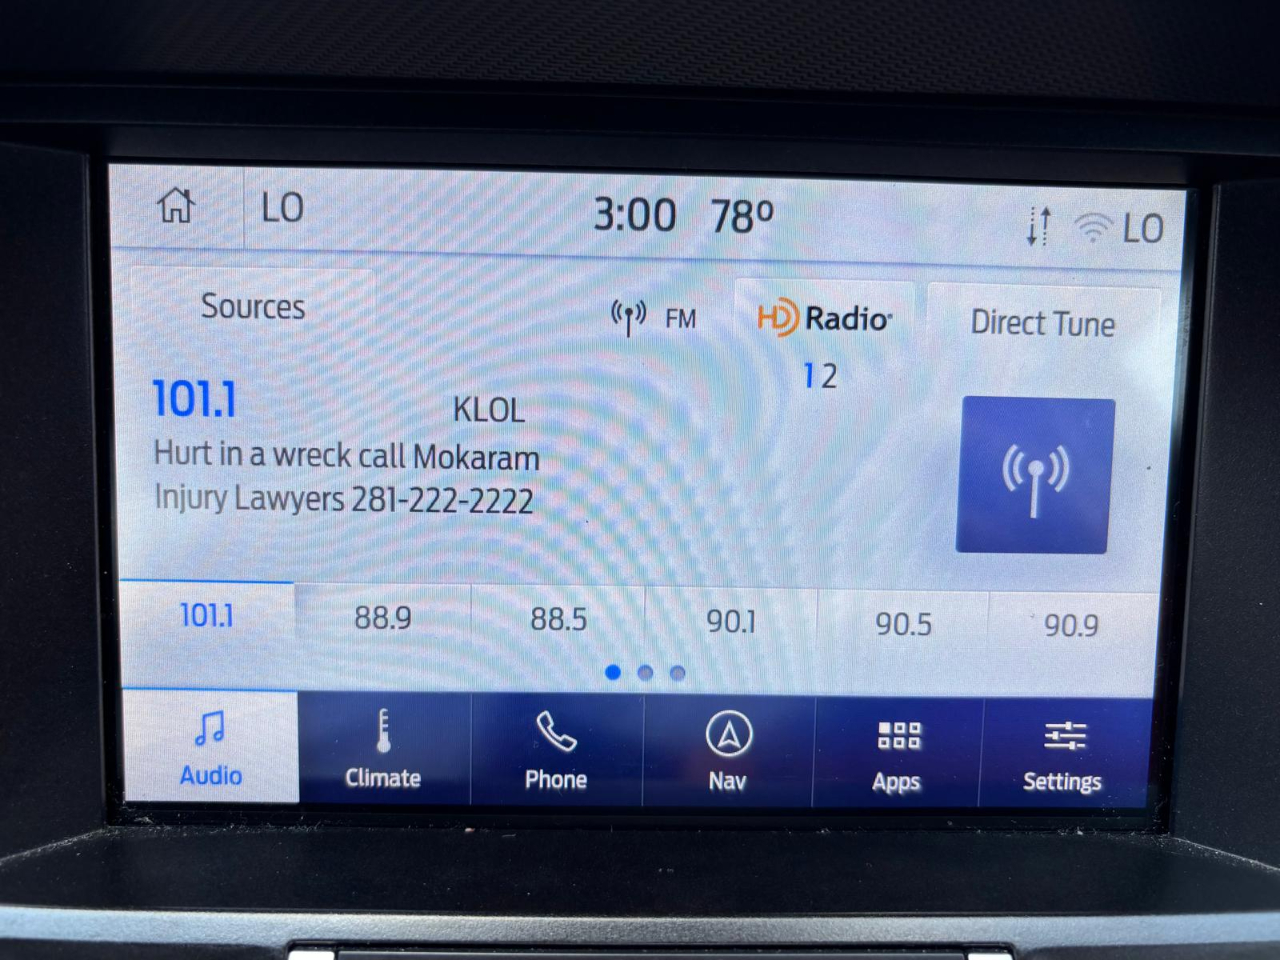 LO 3:00 78º LO
Sources FM HD Radio Direct Tune
1 2
101.1 KLOL
Hurt in a wreck call Mokaram
Injury Lawyers 281-222-2222
101.1 88.9 88.5 90.1 90.5 90.9
Audio Climate Phone Nav Apps Settings